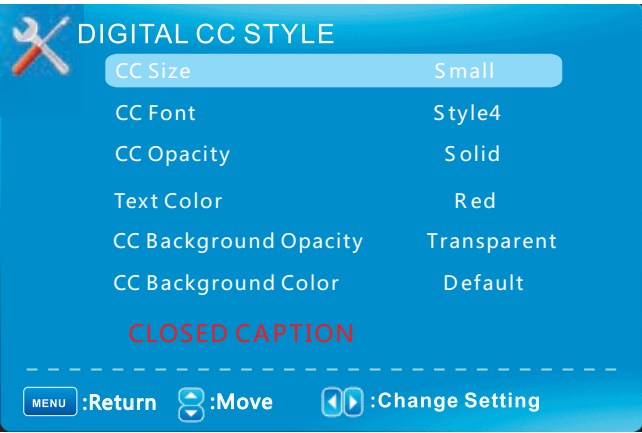 DIGITAL CC STYLE
CC Size Small
CC Font Style4
CC Opacity Solid
Text Color Red
CC Background Opacity Transparent
CC Background Color Default
CLOSED CAPTION
MENU :Return :Move :Change Setting